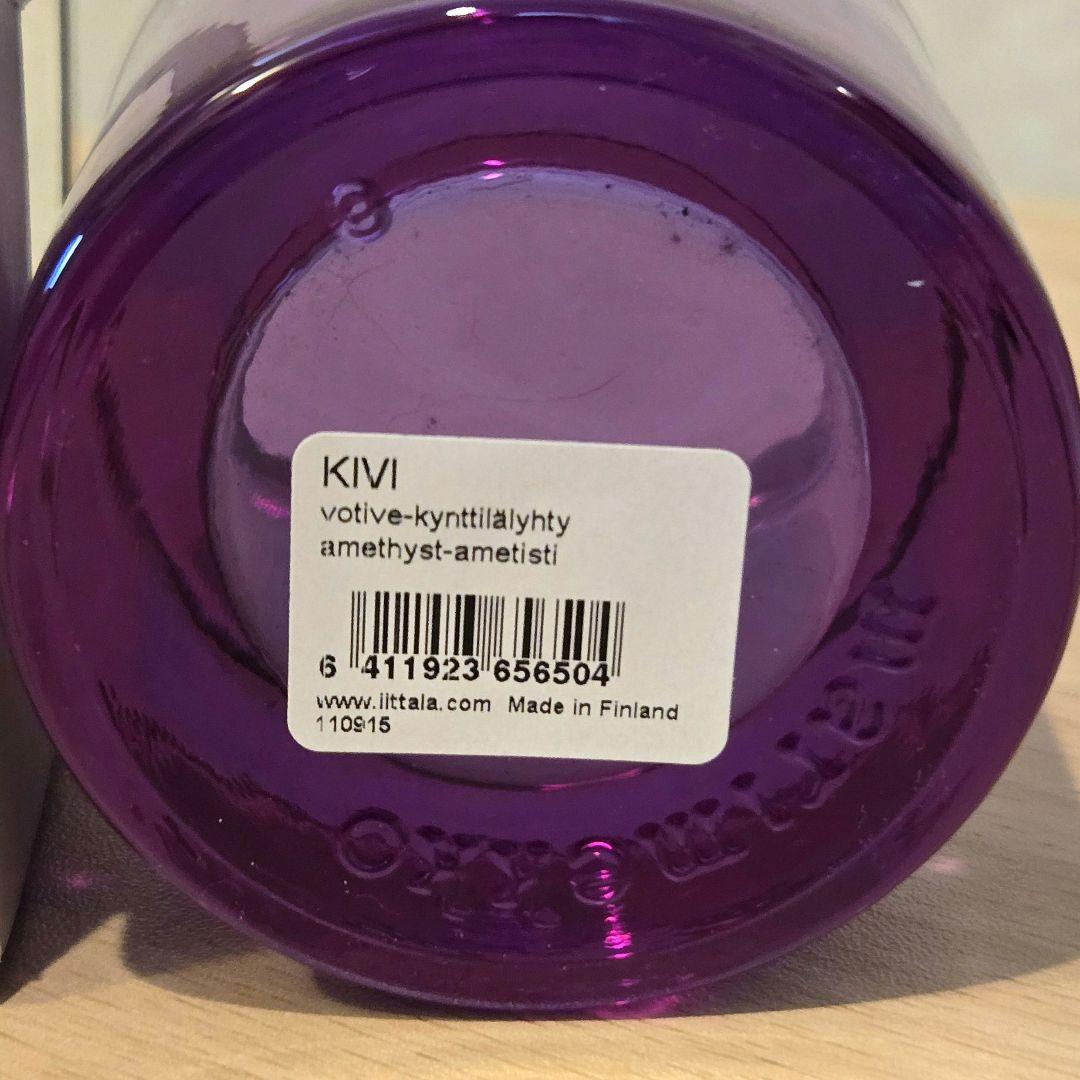 KIVI
votive-kynttilälyhty
amethyst-ametisti
6 411923 656504
www.iittala.com Made in Finland
110915